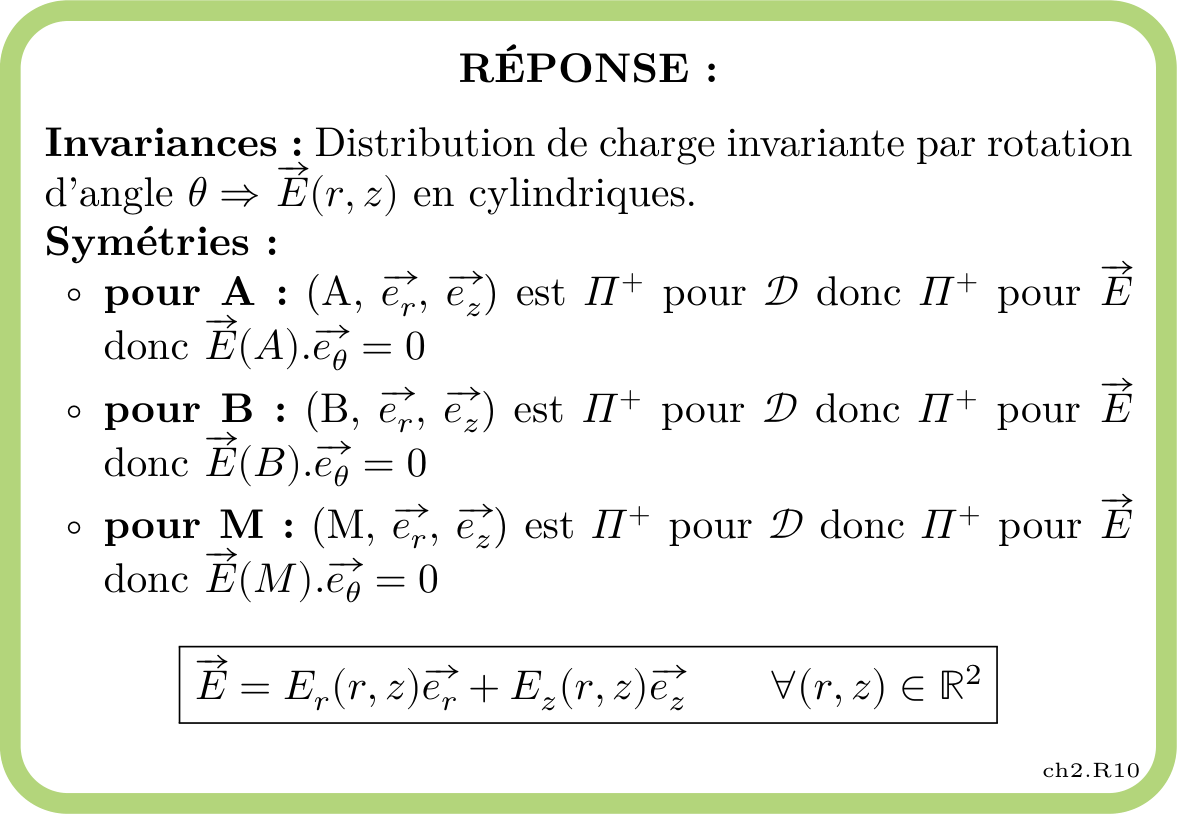 RÉPONSE :
Invariances : Distribution de charge invariante par rotation
d'angle θ ⇒ $\overrightarrow{E}(r, z)$ en cylindriques.
Symétries :
◦ pour A : (A, $\overrightarrow{e_r}$, $\overrightarrow{e_z}$) est $\Pi^+$ pour $\mathcal{D}$ donc $\Pi^+$ pour $\overrightarrow{E}$
donc $\overrightarrow{E}(A).\overrightarrow{e_\theta} = 0$
◦ pour B : (B, $\overrightarrow{e_r}$, $\overrightarrow{e_z}$) est $\Pi^+$ pour $\mathcal{D}$ donc $\Pi^+$ pour $\overrightarrow{E}$
donc $\overrightarrow{E}(B).\overrightarrow{e_\theta} = 0$
◦ pour M : (M, $\overrightarrow{e_r}$, $\overrightarrow{e_z}$) est $\Pi^+$ pour $\mathcal{D}$ donc $\Pi^+$ pour $\overrightarrow{E}$
donc $\overrightarrow{E}(M).\overrightarrow{e_\theta} = 0$
$\overrightarrow{E} = E_r(r, z)\overrightarrow{e_r} + E_z(r, z)\overrightarrow{e_z} \qquad \forall (r, z) \in \mathbb{R}^2$
ch2.R10